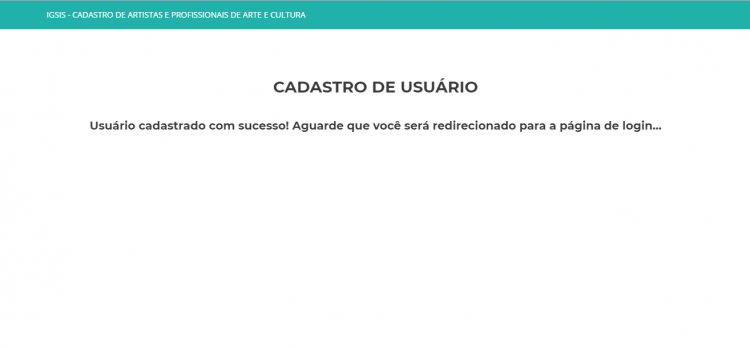 IGSIS - CADASTRO DE ARTISTAS E PROFISSIONAIS DE ARTE E CULTURA
CADASTRO DE USUÁRIO
Usuário cadastrado com sucesso! Aguarde que você será redirecionado para a página de login...